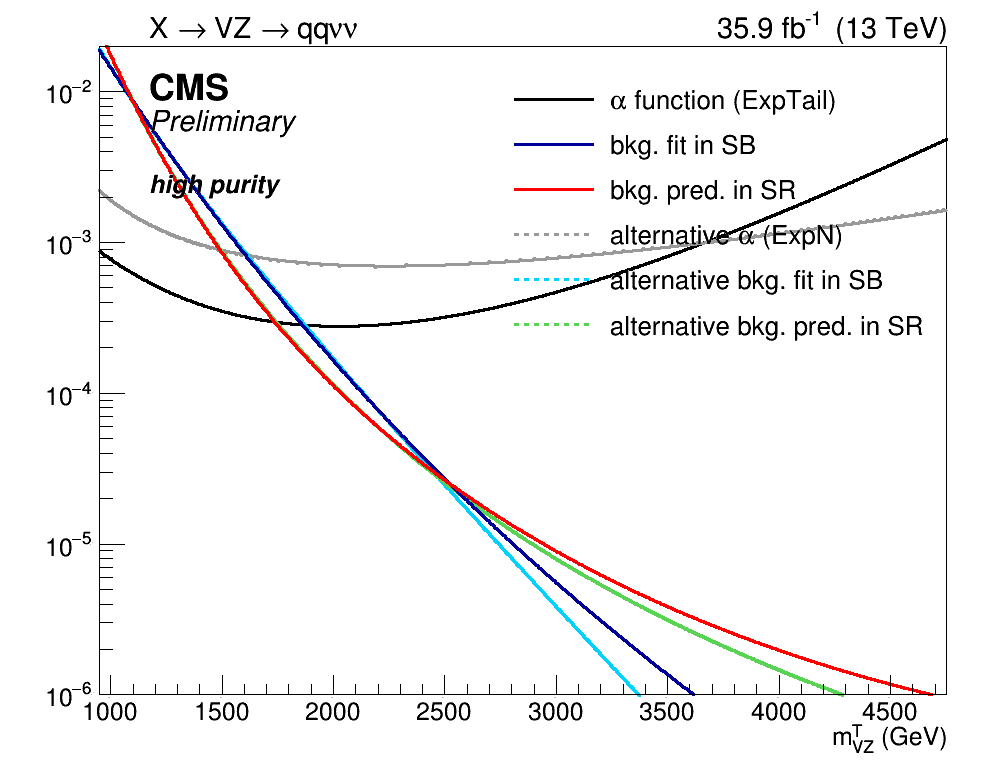 X → VZ → qqνν
35.9 fb⁻¹ (13 TeV)
CMS
Preliminary
high purity
α function (ExpTail)
bkg. fit in SB
bkg. pred. in SR
alternative α (ExpN)
alternative bkg. fit in SB
alternative bkg. pred. in SR
10⁻²
10⁻³
10⁻⁴
10⁻⁵
10⁻⁶
1000 1500 2000 2500 3000 3500 4000 4500
m^T_VZ (GeV)